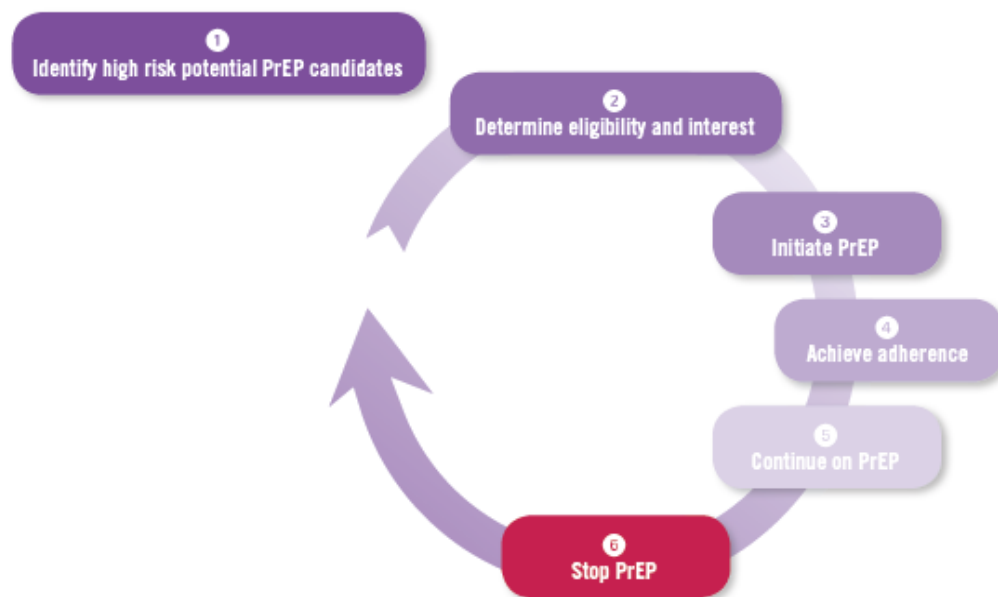 1
Identify high risk potential PrEP candidates
2
Determine eligibility and interest
3
Initiate PrEP
4
Achieve adherence
5
Continue on PrEP
6
Stop PrEP